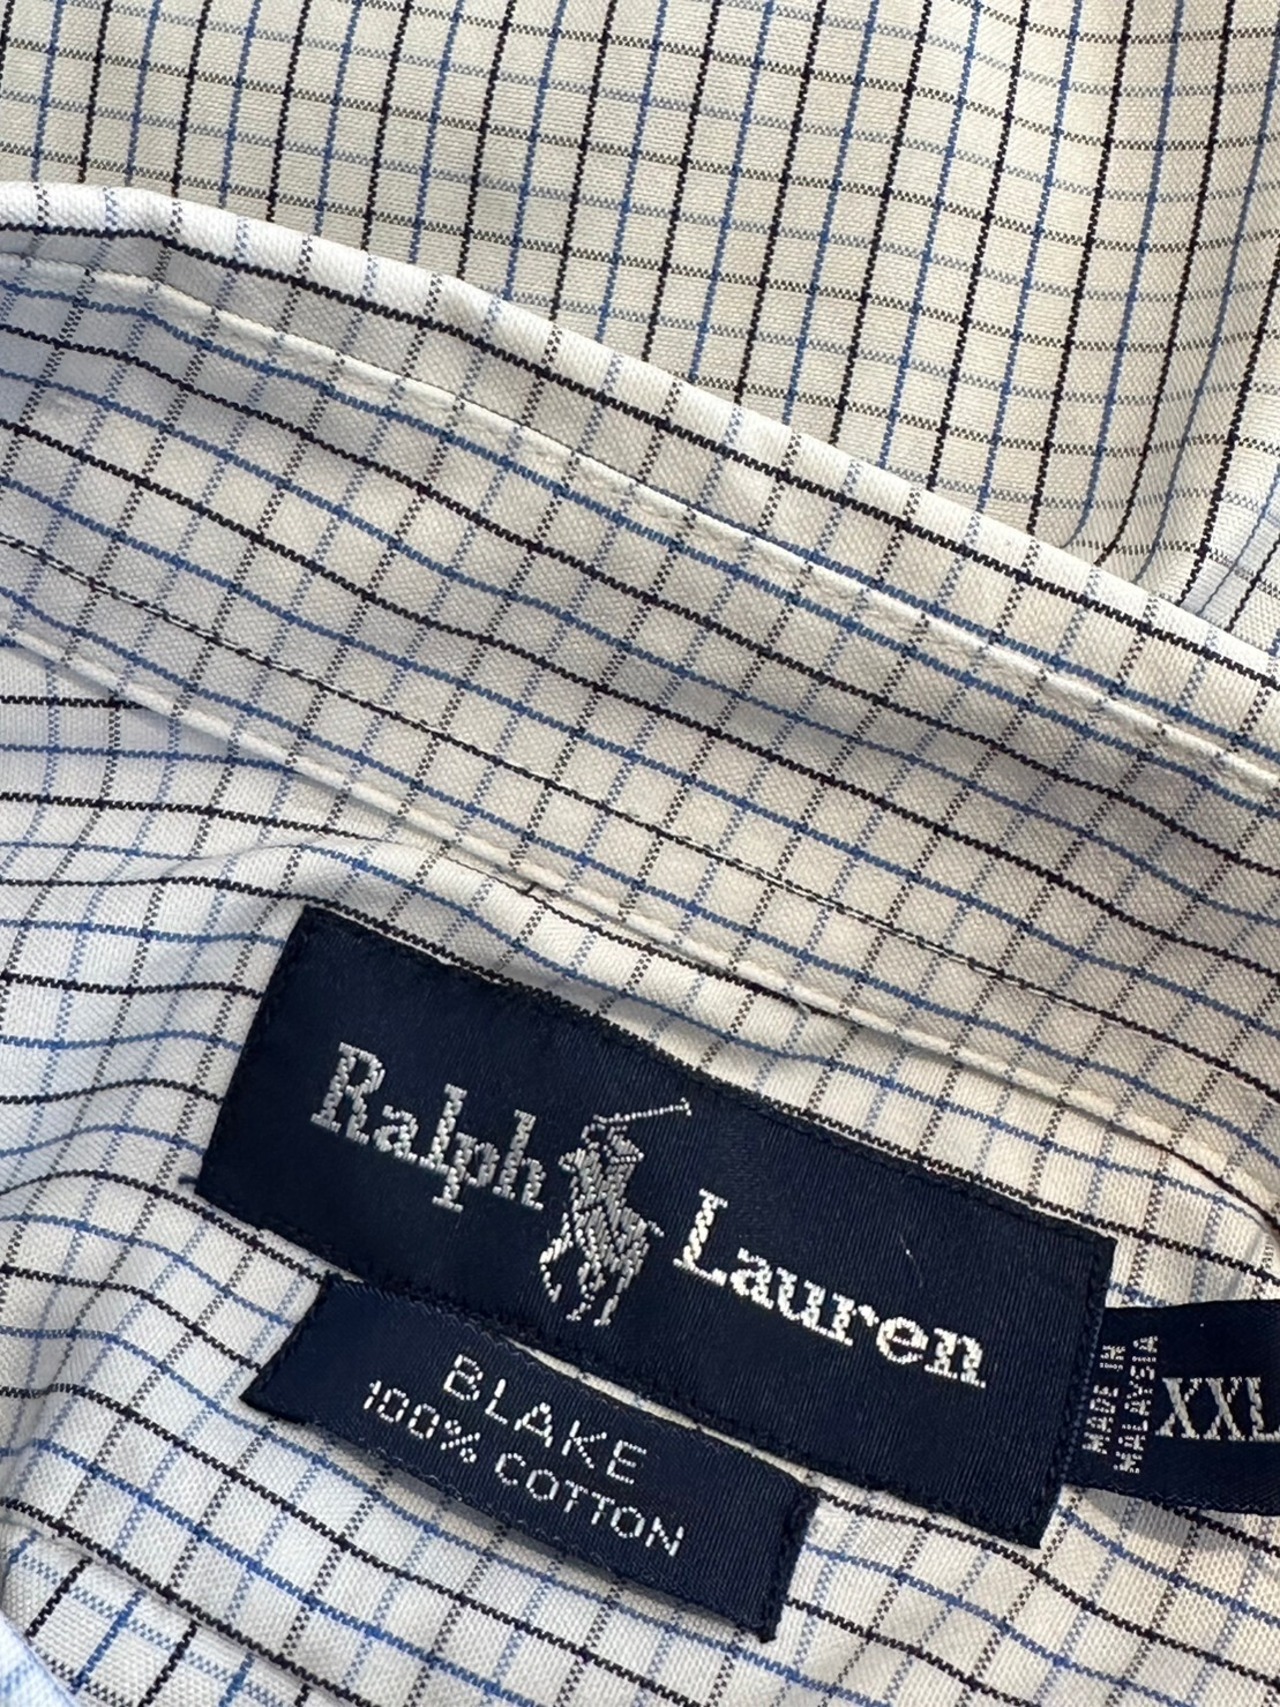 Ralph Lauren
BLAKE
100% COTTON
MADE IN
MALAYSIA
XXL